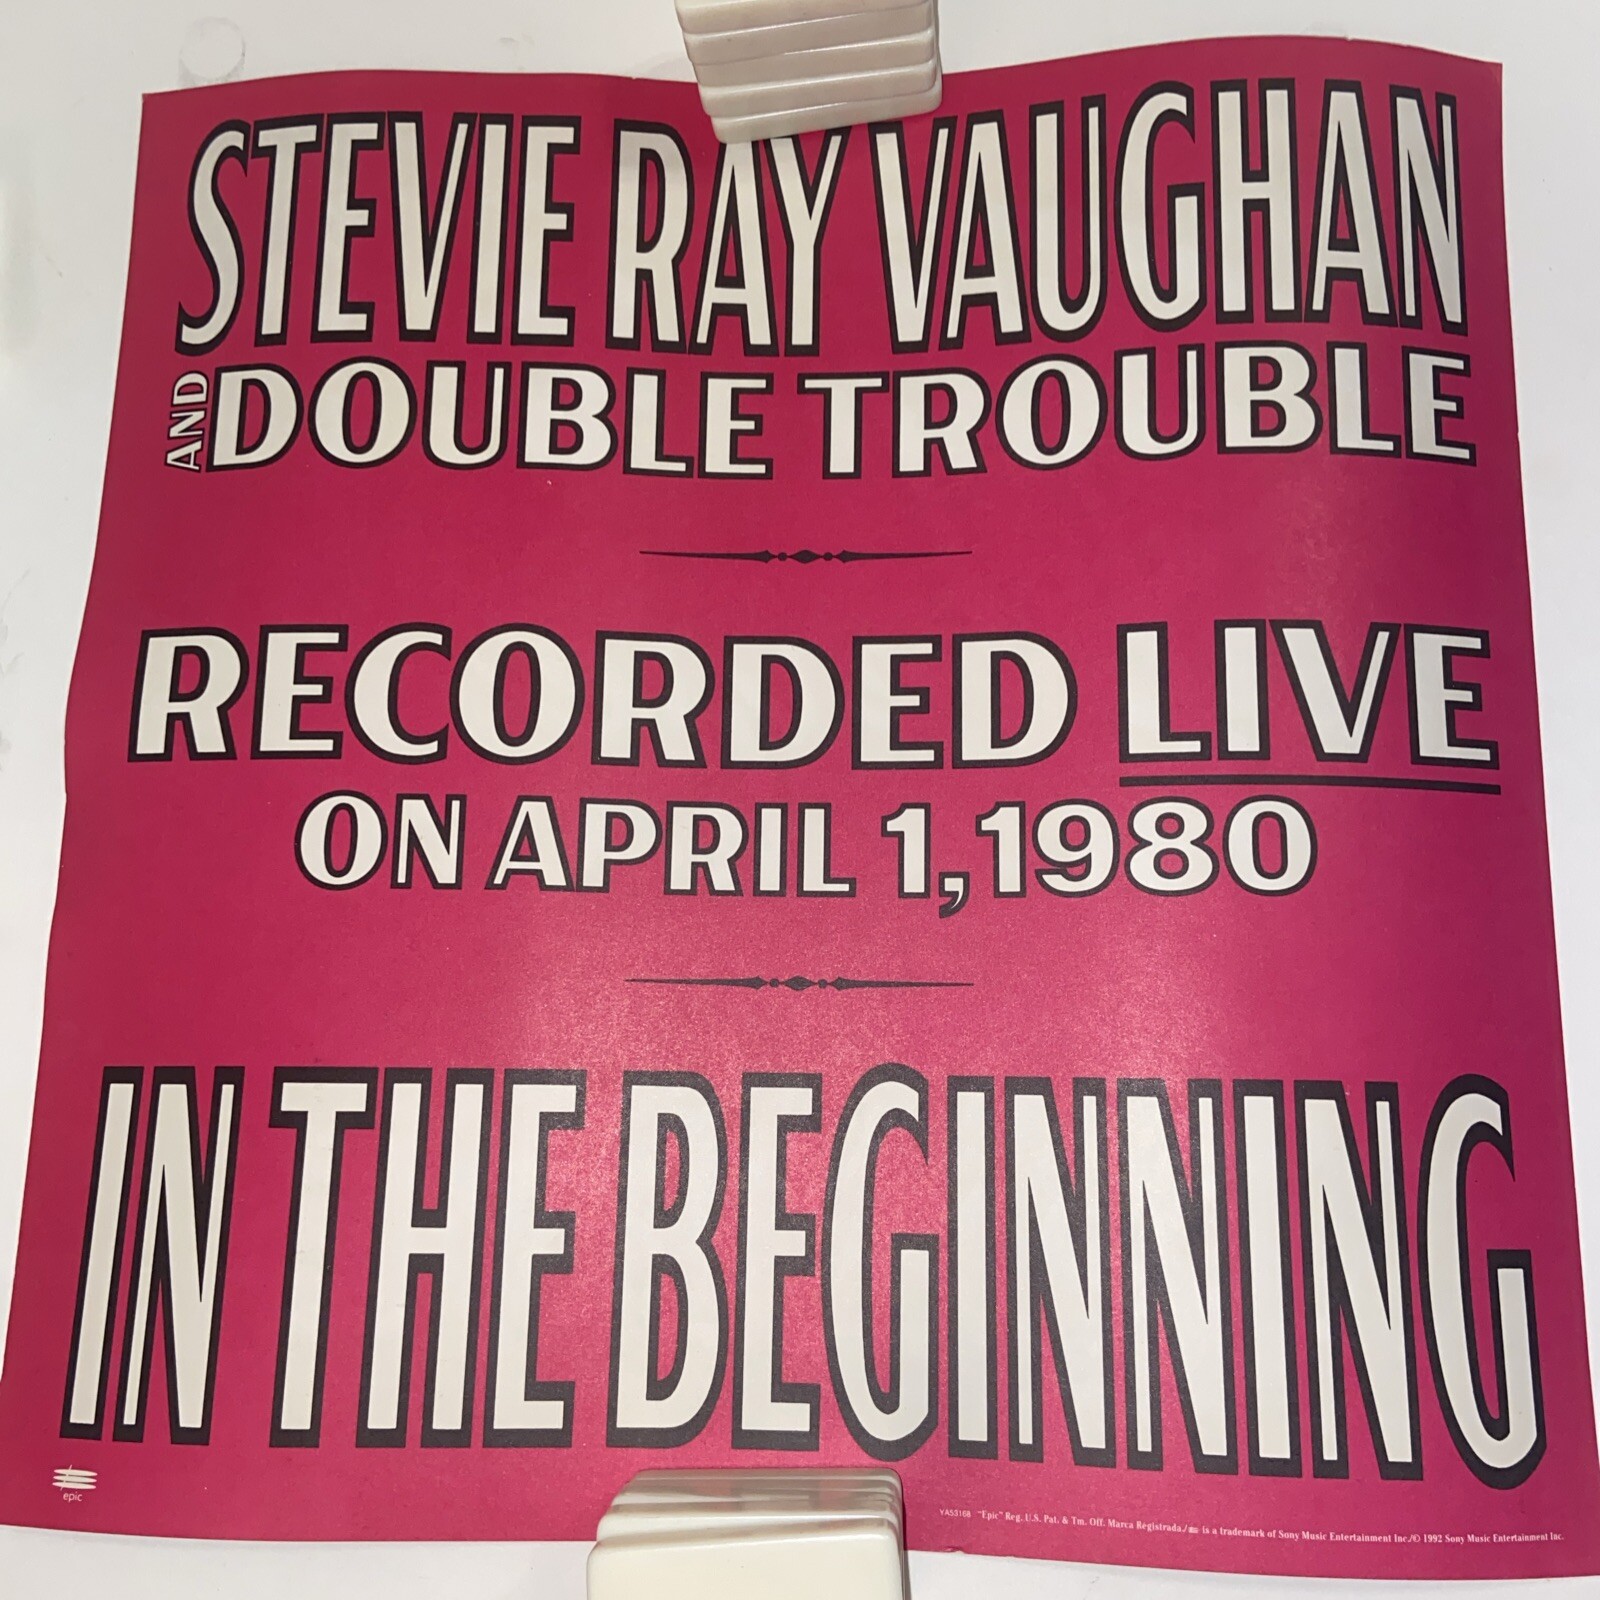 STEVIE RAY VAUGHAN
AND DOUBLE TROUBLE
RECORDED LIVE
ON APRIL 1, 1980
IN THE BEGINNING
epic
YAS3168 "Epic" Reg. U.S. Pat. & Tm. Off. Marca Registrada./ is a trademark of Sony Music Entertainment Inc./© 1992 Sony Music Entertainment Inc.